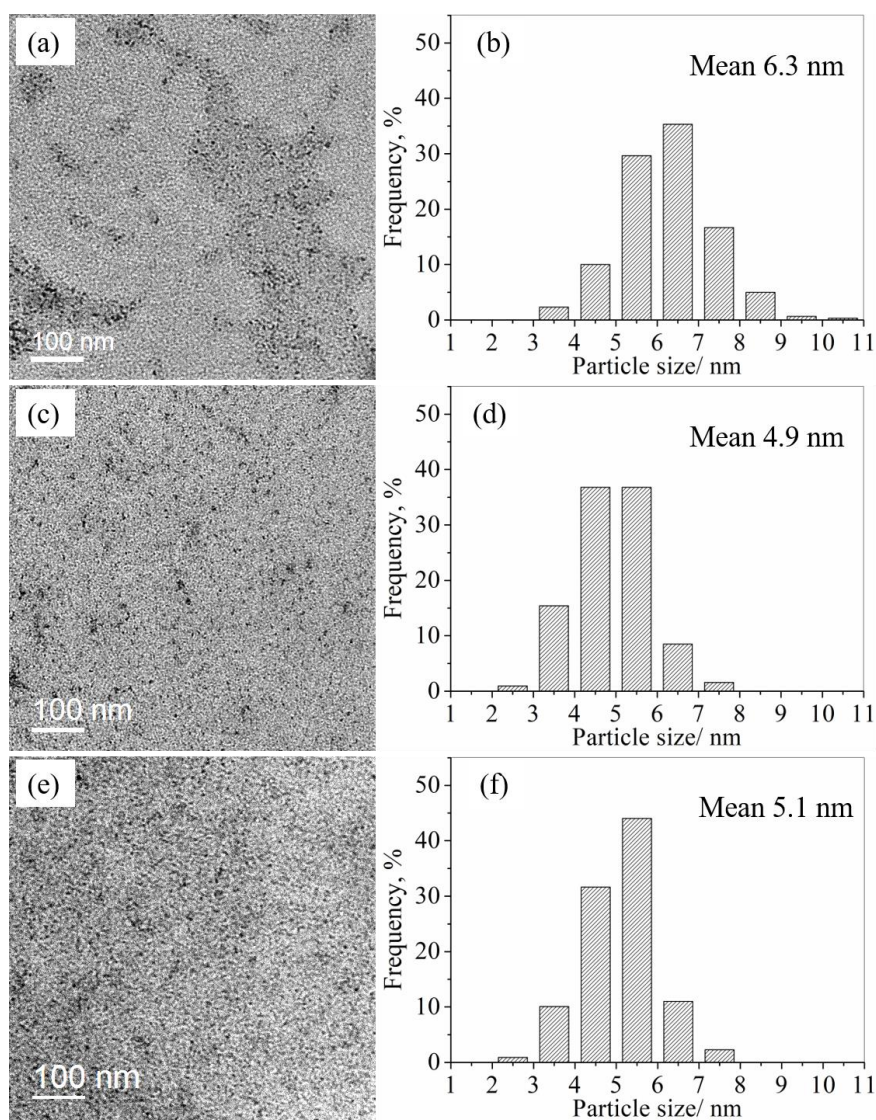 (a)
100 nm
(b)
Mean 6.3 nm
Frequency, %
50
40
30
20
10
0
1 2 3 4 5 6 7 8 9 10 11
Particle size/ nm
(c)
100 nm
(d)
Mean 4.9 nm
Frequency, %
50
40
30
20
10
0
1 2 3 4 5 6 7 8 9 10 11
Particle size/ nm
(e)
100 nm
(f)
Mean 5.1 nm
Frequency, %
50
40
30
20
10
0
1 2 3 4 5 6 7 8 9 10 11
Particle size/ nm